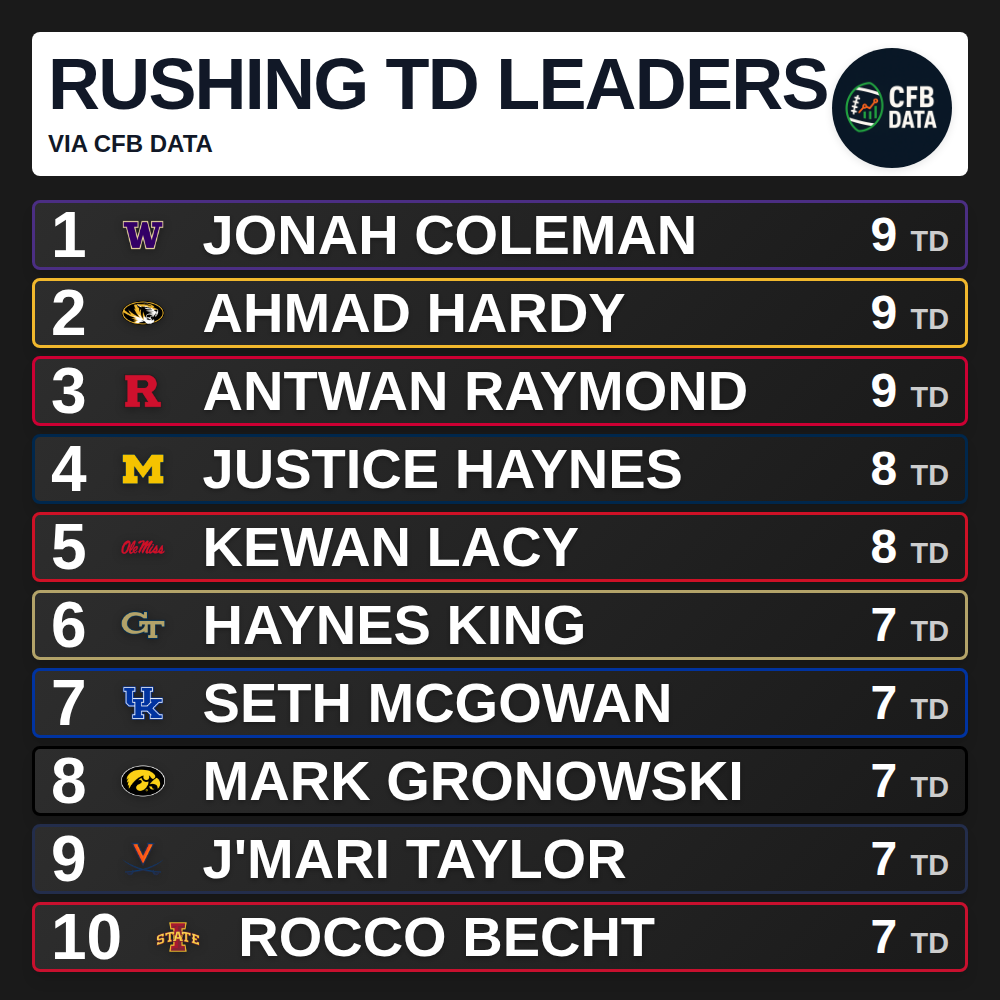 RUSHING TD LEADERS
VIA CFB DATA
CFB
DATA
1 W JONAH COLEMAN 9 TD
2 AHMAD HARDY 9 TD
3 R ANTWAN RAYMOND 9 TD
4 M JUSTICE HAYNES 8 TD
5 Ole Miss KEWAN LACY 8 TD
6 GT HAYNES KING 7 TD
7 UK SETH MCGOWAN 7 TD
8 MARK GRONOWSKI 7 TD
9 V J'MARI TAYLOR 7 TD
10 I STATE ROCCO BECHT 7 TD